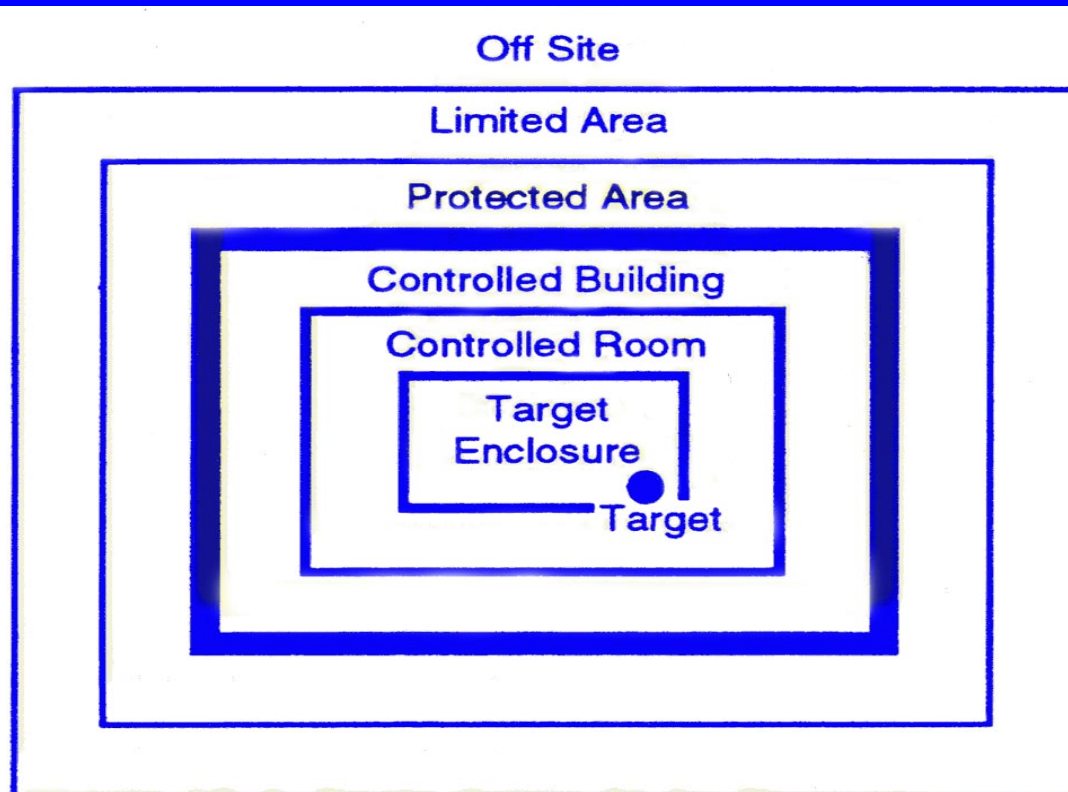 Off Site
Limited Area
Protected Area
Controlled Building
Controlled Room
Target
Enclosure
Target